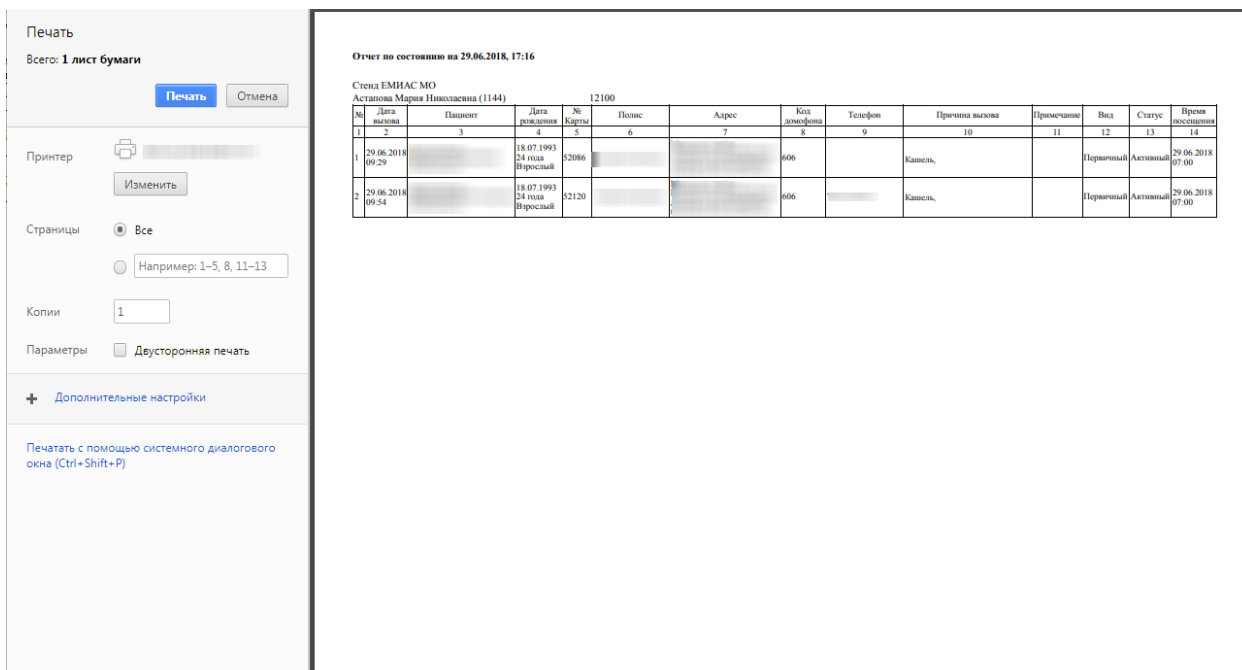 Печать
Всего: 1 лист бумаги
Печать
Отмена
Принтер
Изменить
Страницы
Все
Например: 1–5, 8, 11–13
Копии
1
Параметры
Двусторонняя печать
+ Дополнительные настройки
Печатать с помощью системного диалогового
окна (Ctrl+Shift+P)
Отчет по состоянию на 29.06.2018, 17:16
Стенд ЕМИАС МО
Астапова Мария Николаевна (1144) 12100
№ Дата вызова Пациент Дата рождения № Карты Полис Адрес Код домофона Телефон Причина вызова Примечание Вид Статус Время посещения
1 2 3 4 5 6 7 8 9 10 11 12 13 14
1 29.06.2018 09:29 18.07.1993 24 года Взрослый 52086 606 Кашель, Первичный Активный 29.06.2018 07:00
2 29.06.2018 09:54 18.07.1993 24 года Взрослый 52120 606 Кашель, Первичный Активный 29.06.2018 07:00